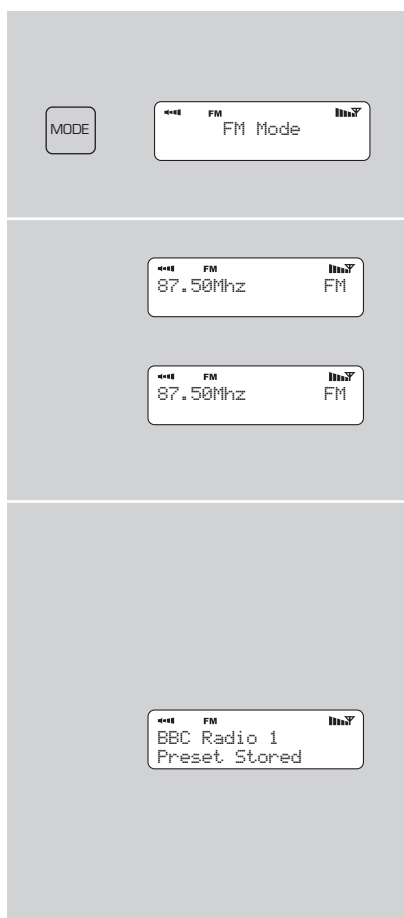 MODE
FM
FM Mode
FM
87.50Mhz FM
FM
87.50Mhz FM
FM
BBC Radio 1
Preset Stored